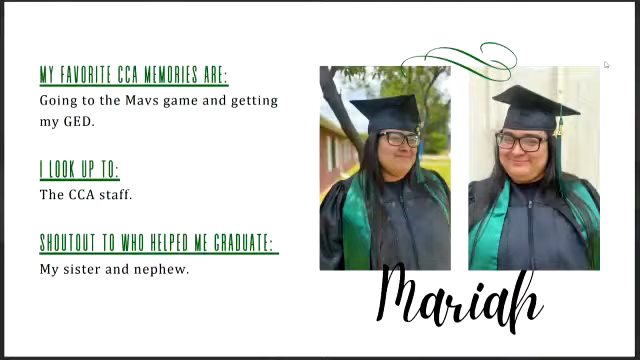 MY FAVORITE CCA MEMORIES ARE:
Going to the Mavs game and getting
my GED.
I LOOK UP TO:
The CCA staff.
SHOUTOUT TO WHO HELPED ME GRADUATE:
My sister and nephew.
Mariah